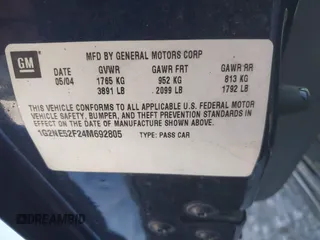 GM
MFD BY GENERAL MOTORS CORP
DATE GVWR GAWR FRT GAWR RR
05/04 1765 KG 952 KG 813 KG
3891 LB 2099 LB 1792 LB
THIS VEHICLE CONFORMS TO ALL APPLICABLE U.S. FEDERAL MOTOR
VEHICLE SAFETY, BUMPER, AND THEFT PREVENTION STANDARDS IN
EFFECT ON THE DATE OF MANUFACTURE SHOWN ABOVE.
1G2NE52F24M692805 TYPE: PASS CAR
DREAMBID